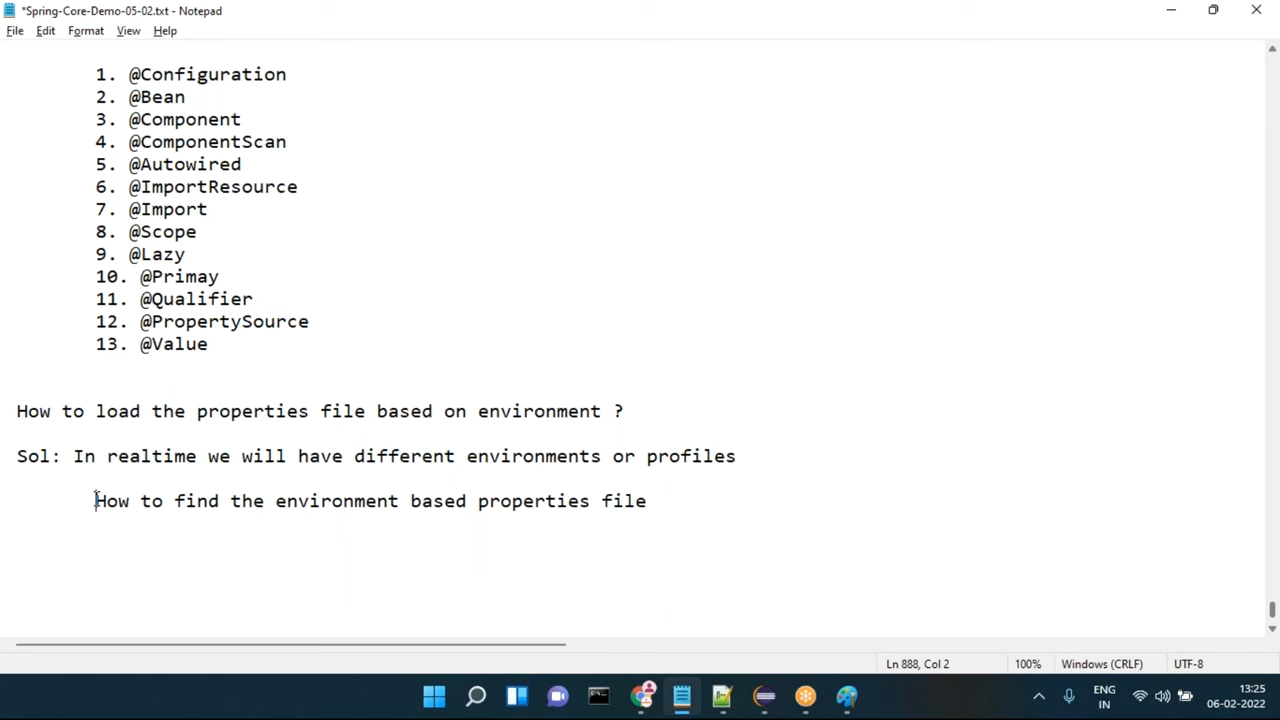 *Spring-Core-Demo-05-02.txt - Notepad
File Edit Format View Help
1. @Configuration
2. @Bean
3. @Component
4. @ComponentScan
5. @Autowired
6. @ImportResource
7. @Import
8. @Scope
9. @Lazy
10. @Primay
11. @Qualifier
12. @PropertySource
13. @Value
How to load the properties file based on environment ?
Sol: In realtime we will have different environments or profiles
How to find the environment based properties file
Ln 888, Col 2 100% Windows (CRLF) UTF-8
ENG 13:25
IN 06-02-2022